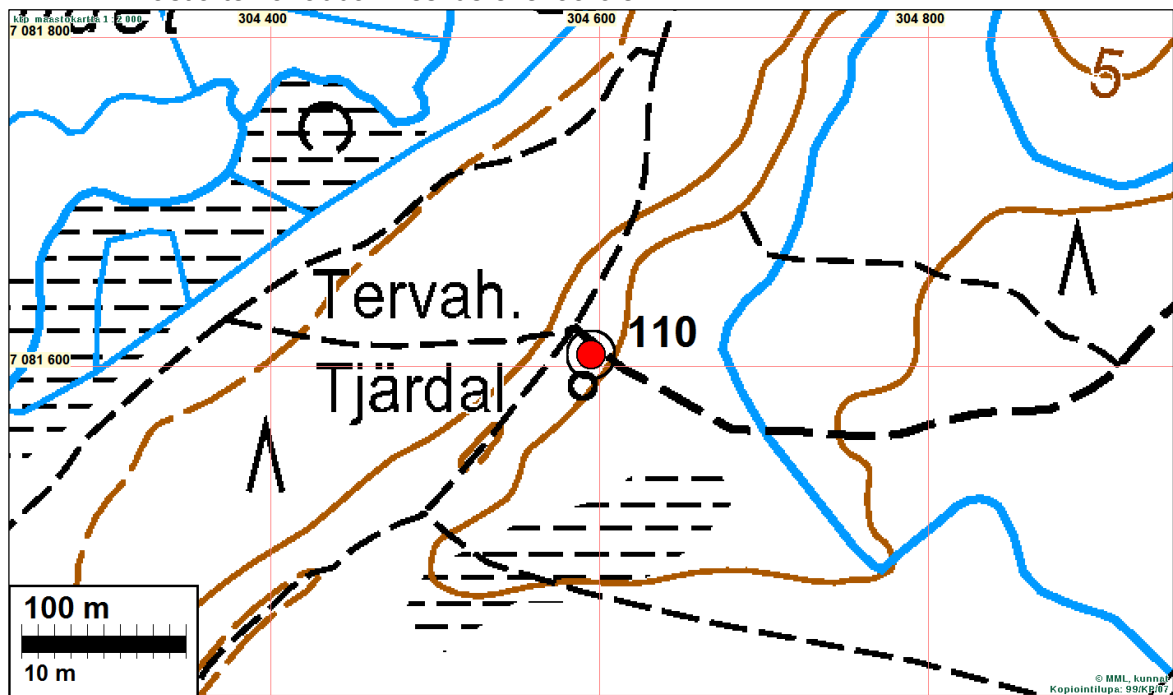 304 400
304 600
304 800
7 081 800
5
Tervah.
110
7 081 600
Tjärdal
100 m
10 m
© MML, kunnat
Kopiointilupa: 99/KP/07